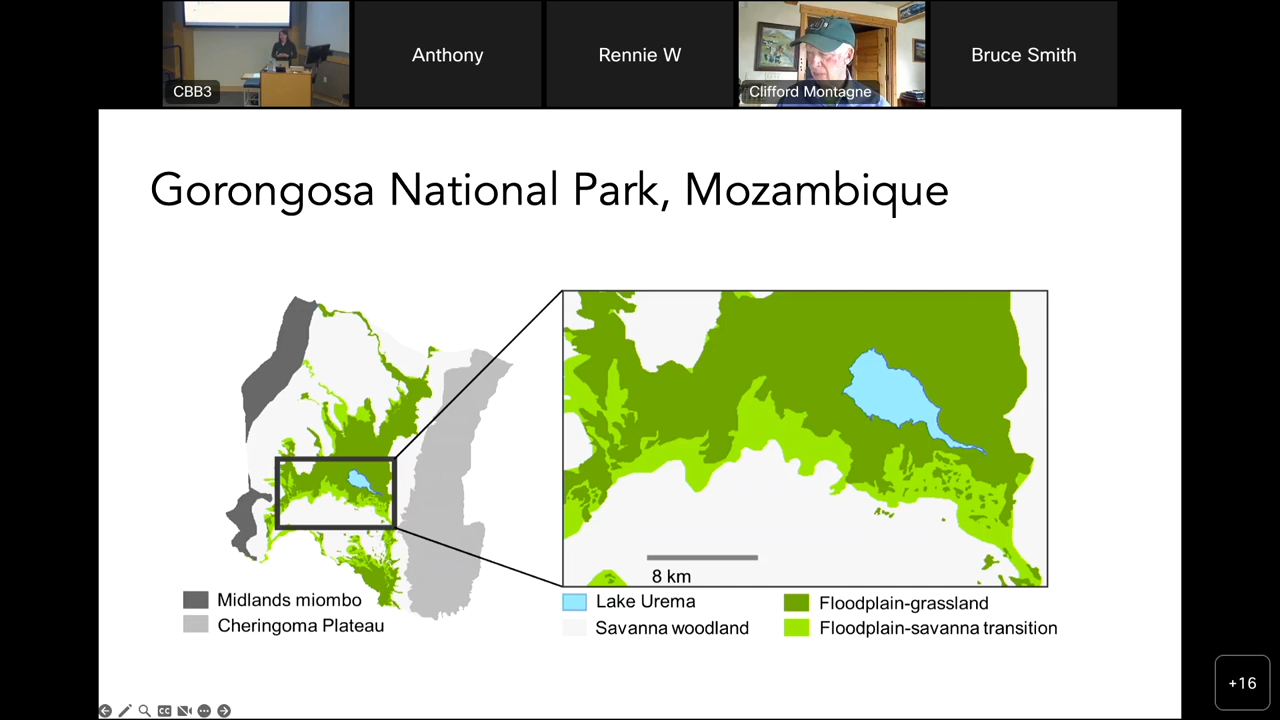 CBB3
Anthony
Rennie W
Clifford Montagne
Bruce Smith
Gorongosa National Park, Mozambique
8 km
Midlands miombo
Cheringoma Plateau
Lake Urema
Savanna woodland
Floodplain-grassland
Floodplain-savanna transition
CC
+16